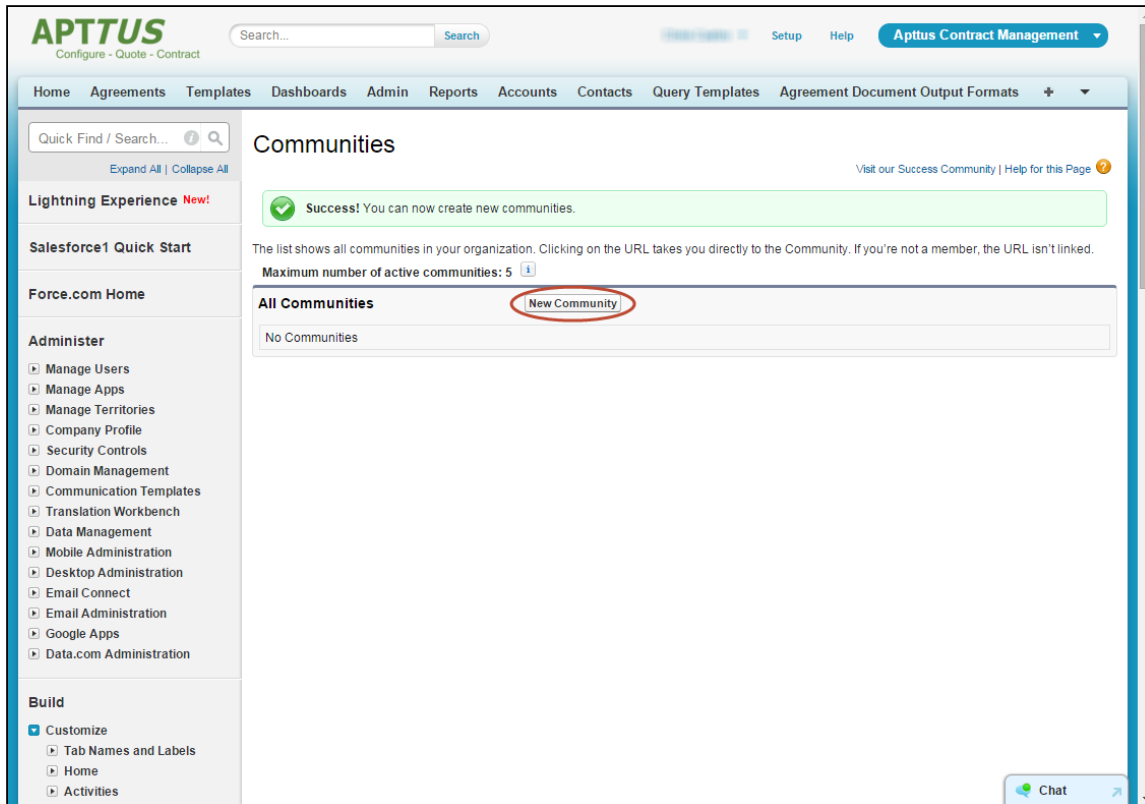 APTTUS
Configure - Quote - Contract
Search...
Search
Setup
Help
Apttus Contract Management
Home Agreements Templates Dashboards Admin Reports Accounts Contacts Query Templates Agreement Document Output Formats +
Quick Find / Search...
Expand All | Collapse All
Lightning Experience New!
Salesforce1 Quick Start
Force.com Home
Administer
Manage Users
Manage Apps
Manage Territories
Company Profile
Security Controls
Domain Management
Communication Templates
Translation Workbench
Data Management
Mobile Administration
Desktop Administration
Email Connect
Email Administration
Google Apps
Data.com Administration
Build
Customize
Tab Names and Labels
Home
Activities
Communities
Visit our Success Community | Help for this Page ?
Success! You can now create new communities.
The list shows all communities in your organization. Clicking on the URL takes you directly to the Community. If you're not a member, the URL isn't linked.
Maximum number of active communities: 5 i
All Communities
New Community
No Communities
Chat